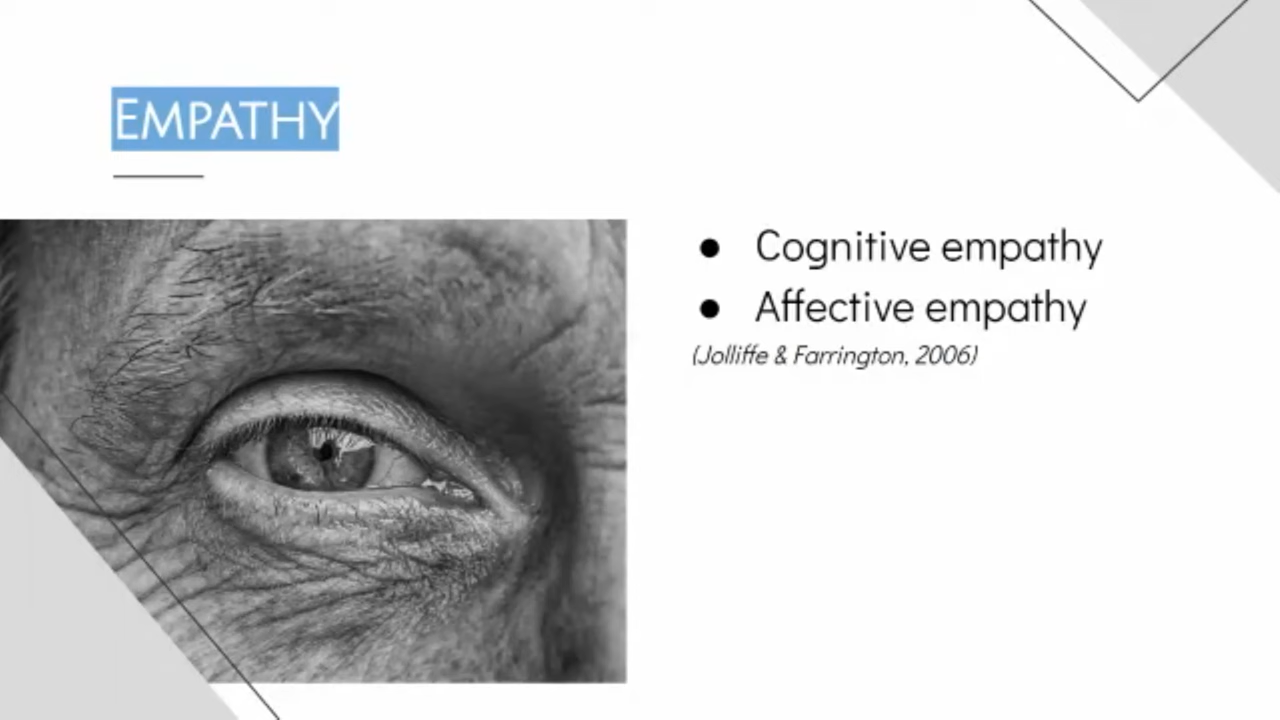 EMPATHY
● Cognitive empathy
● Affective empathy
(Jolliffe & Farrington, 2006)